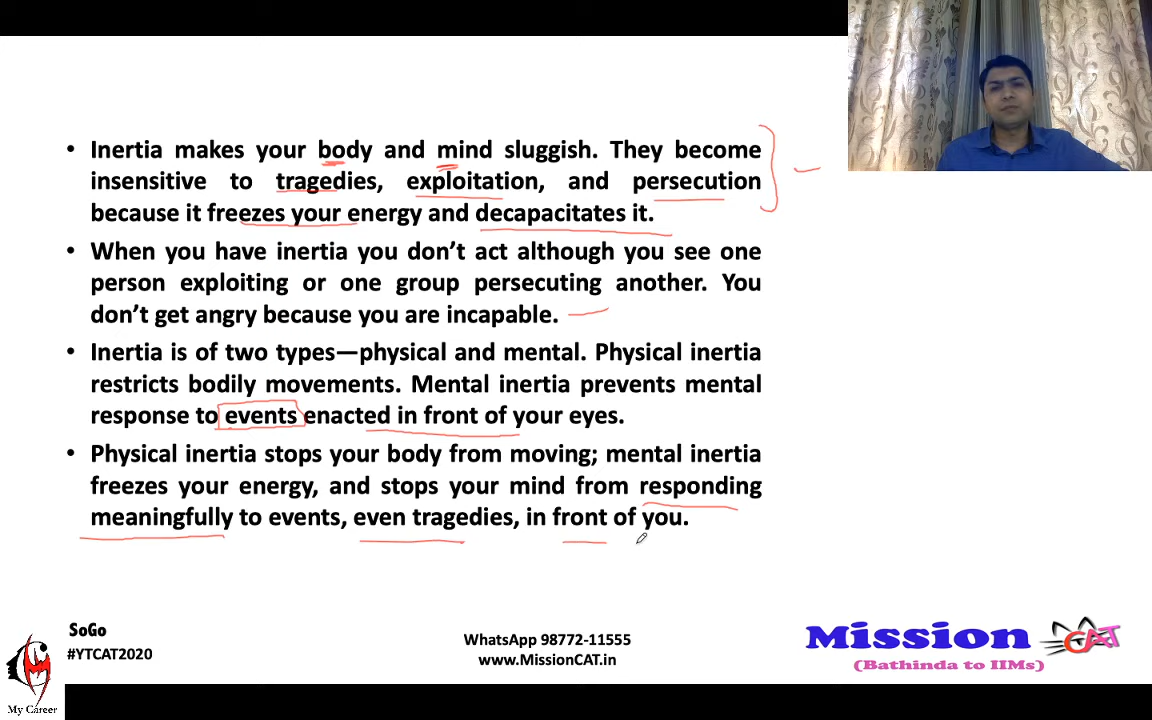 • Inertia makes your body and mind sluggish. They become
insensitive to tragedies, exploitation, and persecution
because it freezes your energy and decapacitates it.
• When you have inertia you don’t act although you see one
person exploiting or one group persecuting another. You
don’t get angry because you are incapable.
• Inertia is of two types—physical and mental. Physical inertia
restricts bodily movements. Mental inertia prevents mental
response to events enacted in front of your eyes.
• Physical inertia stops your body from moving; mental inertia
freezes your energy, and stops your mind from responding
meaningfully to events, even tragedies, in front of you.
SoGo
#YTCAT2020
My Career
WhatsApp 98772-11555
www.MissionCAT.in
Mission CAT
(Bathinda to IIMs)